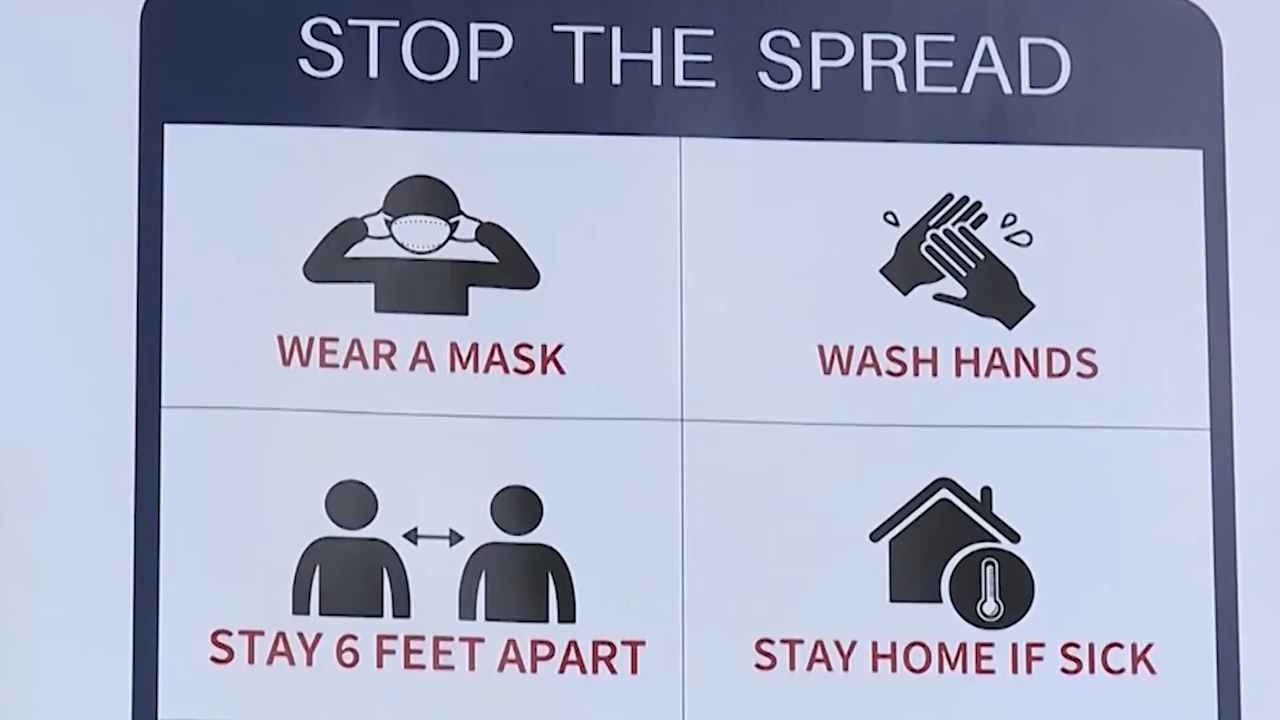 STOP THE SPREAD
WEAR A MASK
WASH HANDS
STAY 6 FEET APART
STAY HOME IF SICK